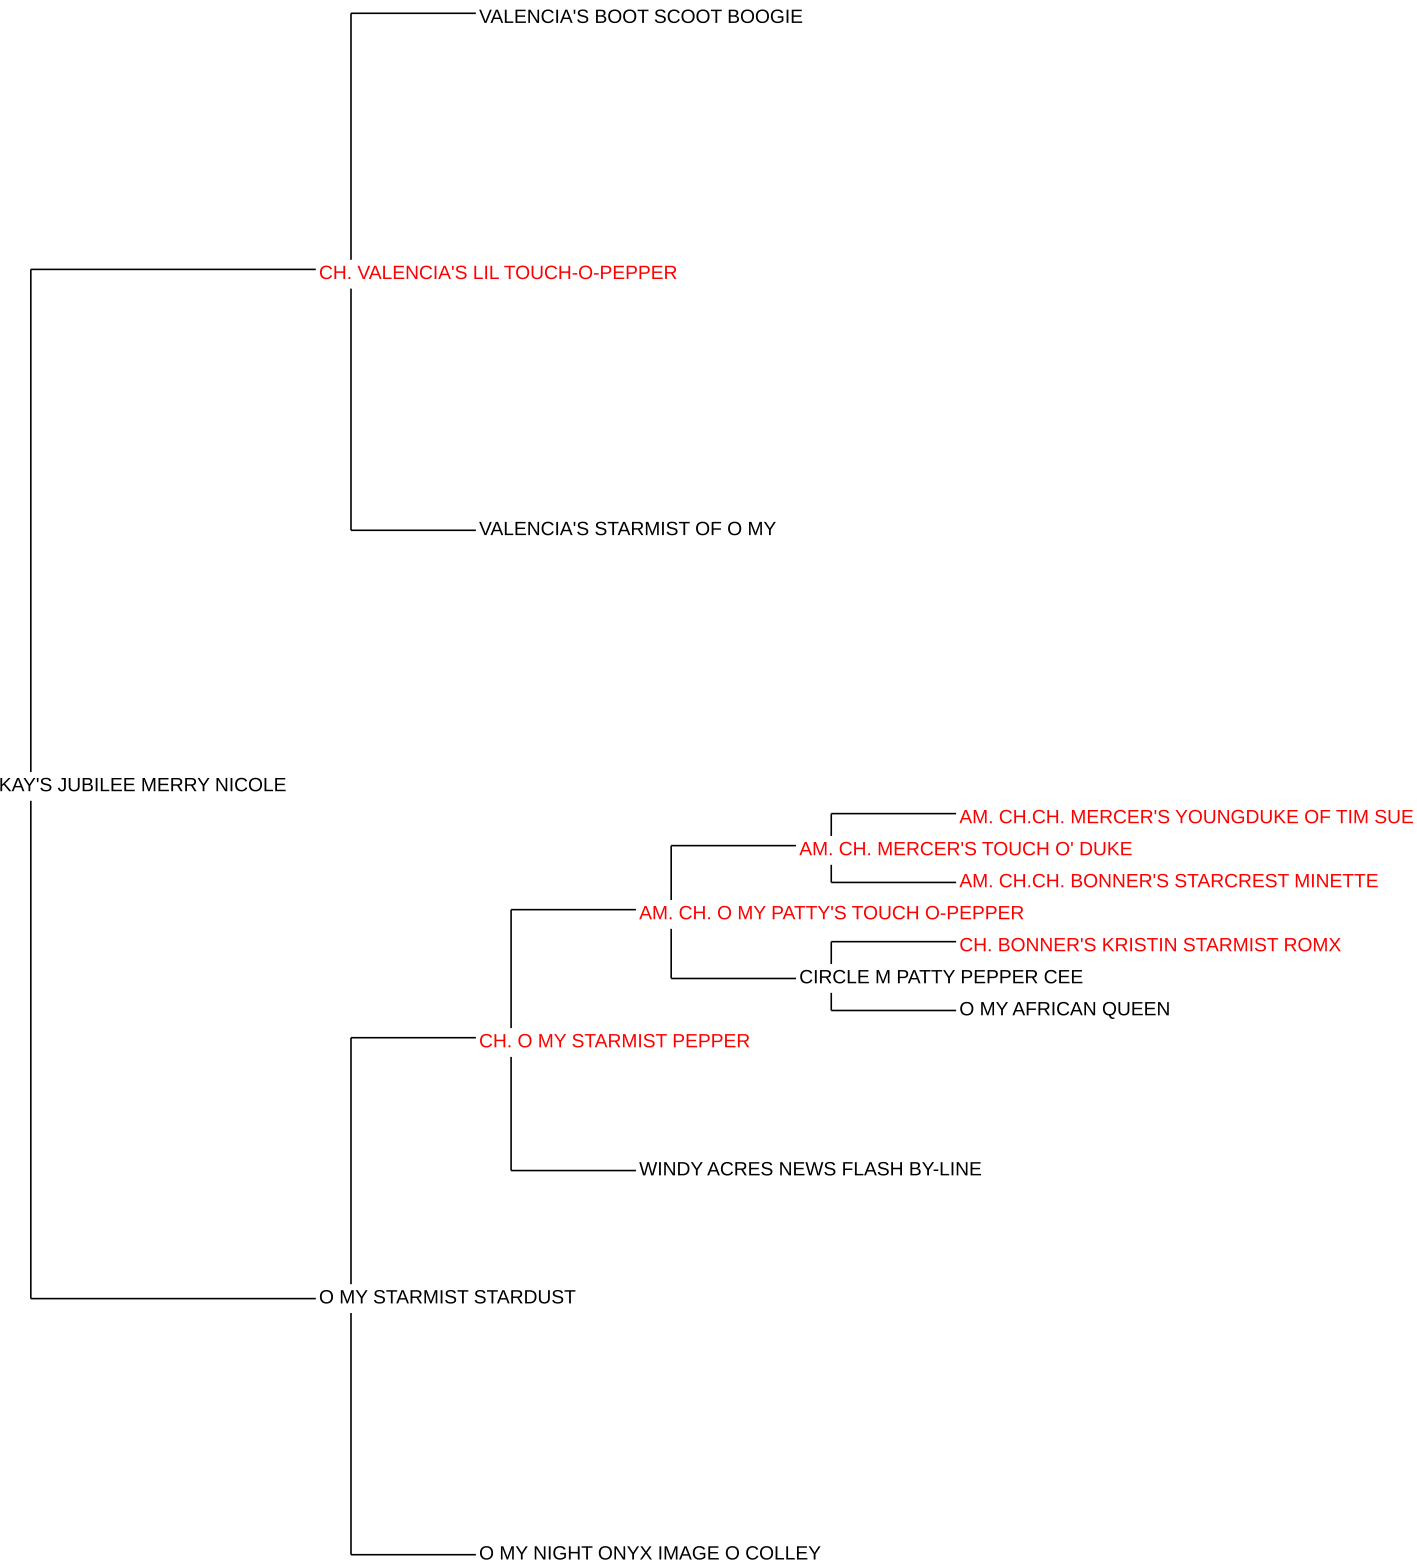 VALENCIA'S BOOT SCOOT BOOGIE
CH. VALENCIA'S LIL TOUCH-O-PEPPER
VALENCIA'S STARMIST OF O MY
KAY'S JUBILEE MERRY NICOLE
AM. CH.CH. MERCER'S YOUNGDUKE OF TIM SUE
AM. CH. MERCER'S TOUCH O' DUKE
AM. CH.CH. BONNER'S STARCREST MINETTE
AM. CH. O MY PATTY'S TOUCH O-PEPPER
CH. BONNER'S KRISTIN STARMIST ROMX
CIRCLE M PATTY PEPPER CEE
O MY AFRICAN QUEEN
CH. O MY STARMIST PEPPER
WINDY ACRES NEWS FLASH BY-LINE
O MY STARMIST STARDUST
O MY NIGHT ONYX IMAGE O COLLEY